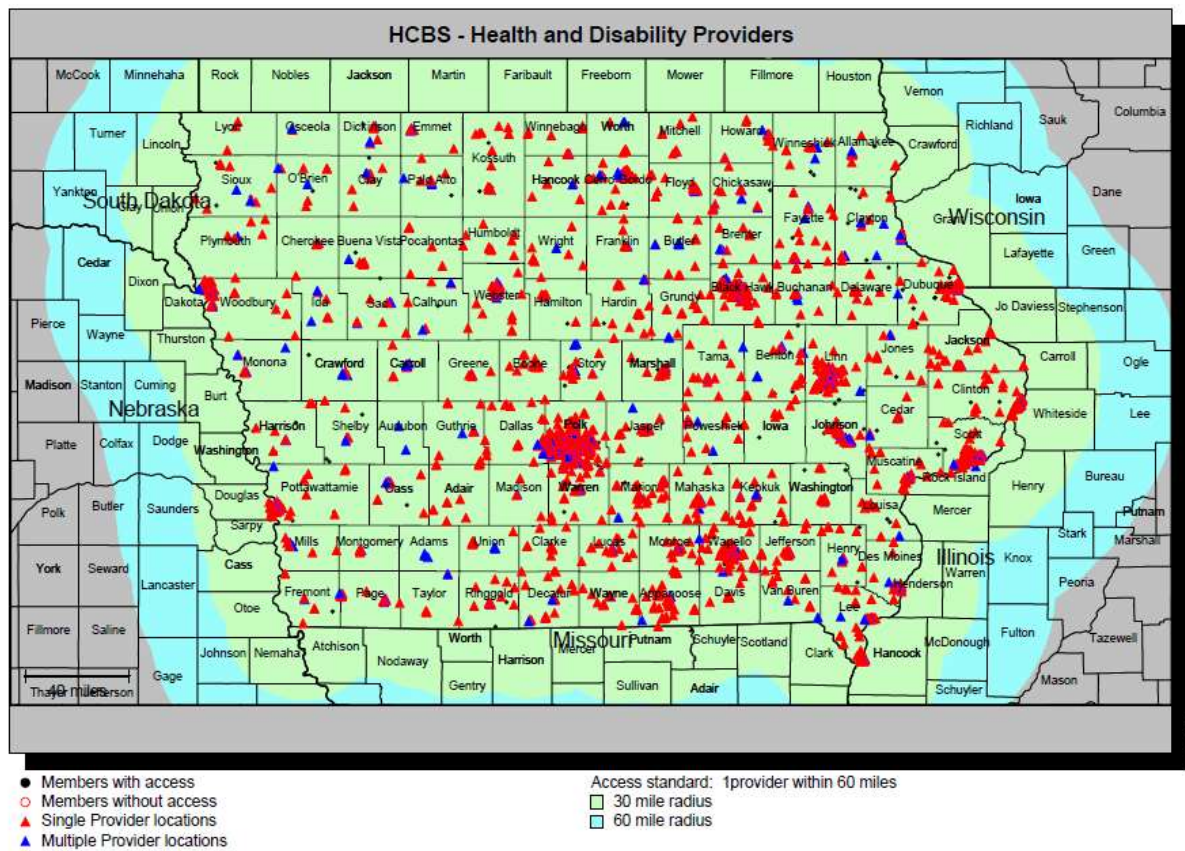 HCBS - Health and Disability Providers
McCook Minnehaha Rock Nobles Jackson Martin Faribault Freeborn Mower Fillmore Houston
Vernon Columbia
Turner Lincoln Lyon Osceola Dickinson Emmet Winnebago Worth Mitchell Howard Winneshiek Allamakee Crawford Richland Sauk
Kossuth
Yankton Sioux O'Brien Clay Palo Alto Hancock Cerro Gordo Floyd Chickasaw Iowa Dane
South Dakota Clay Union Fayette Clayton Grant Wisconsin
Plymouth Cherokee Buena Vista Pocahontas Humboldt Wright Franklin Butler Bremer Lafayette Green
Cedar
Dixon Dakota Woodbury Ida Sac Calhoun Webster Hamilton Hardin Grundy Black Hawk Buchanan Delaware Dubuque
Jo Daviess Stephenson
Pierce Wayne Thurston
Monona Crawford Carroll Greene Boone Story Marshall Tama Benton Linn Jones Jackson Carroll Ogle
Madison Stanton Cuming Burt
Nebraska Clinton Whiteside Lee
Cedar
Platte Colfax Dodge Washington Harrison Shelby Audubon Guthrie Dallas Polk Jasper Poweshiek Iowa Johnson Scott
Muscatine Rock Island Henry Bureau
Polk Butler Saunders Douglas Pottawattamie Cass Adair Madison Warren Marion Mahaska Keokuk Washington Louisa Mercer Putnam
Sarpy Stark Marshall
York Seward Cass Mills Montgomery Adams Union Clarke Lucas Monroe Wapello Jefferson Henry Des Moines Illinois Knox
Lancaster Henderson Warren Peoria
Otoe Fremont Page Taylor Ringgold Decatur Wayne Appanoose Davis Van Buren Lee
Fillmore Saline Fulton Tazewell
Johnson Nemaha Atchison Nodaway Worth Harrison Missouri Mercer Putnam Schuyler Scotland Clark Hancock McDonough
Gage Gentry Sullivan Adair Schuyler Mason
40 miles
Thayer Jefferson
Members with access
Members without access
Single Provider locations
Multiple Provider locations
Access standard: 1provider within 60 miles
30 mile radius
60 mile radius